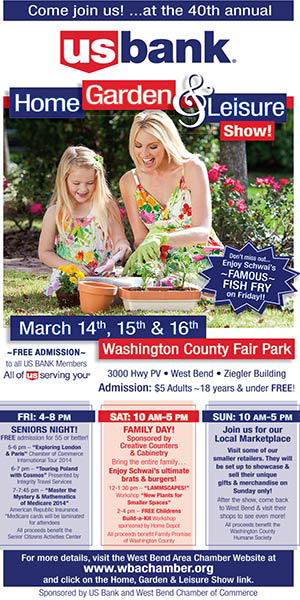 Come join us! ...at the 40th annual
usbank®
Home Garden & Leisure
Show!
Don't miss out...
Enjoy Schwai's
~FAMOUS~
FISH FRY
on Friday!!
March 14th, 15th & 16th
Washington County Fair Park
~FREE ADMISSION~
to all US BANK Members
All of us serving you®
3000 Hwy PV • West Bend • Ziegler Building
Admission: $5 Adults ~18 years & under FREE!
FRI: 4-8 PM
SENIORS NIGHT!
FREE admission for 55 or better!
5-6 pm ~ "Exploring London
& Paris" Chamber of Commerce
International Tour 2014
6-7 pm ~ "Touring Poland
with Cosmos" Presented by
Integrity Travel Services
7-7:45 pm ~ "Master the
Mystery & Mathematics
of Medicare 2014"
American Republic Insurance.
*Medicare cards will be laminated
for attendees
All proceeds benefit the
Senior Citizens Activities Center
SAT: 10 AM–5 PM
FAMILY DAY!
Sponsored by
Creative Counters
& Cabinetry
Bring the entire family...
Enjoy Schwai's ultimate
brats & burgers!
12-1:30 pm ~ "LAMMSCAPES!"
Workshop "New Plants for
Smaller Spaces"
2-4 pm ~ FREE Childrens
Build-a-Kit Workshop
sponsored by Home Depot
All proceeds benefit Family Promise
of Washington County
SUN: 10 AM–5 PM
Join us for our
Local Marketplace
Visit some of our
smaller retailers. They will
be set up to showcase & sell
their unique
gifts & merchandise on
Sunday only!
After the show, come back
to West Bend & visit their
shops to see even more!
All proceeds benefit the
Washington County
Humane Society
For more details, visit the West Bend Area Chamber Website at
www.wbachamber.org
and click on the Home, Garden & Leisure Show link.
Sponsored by US Bank and West Bend Chamber of Commerce